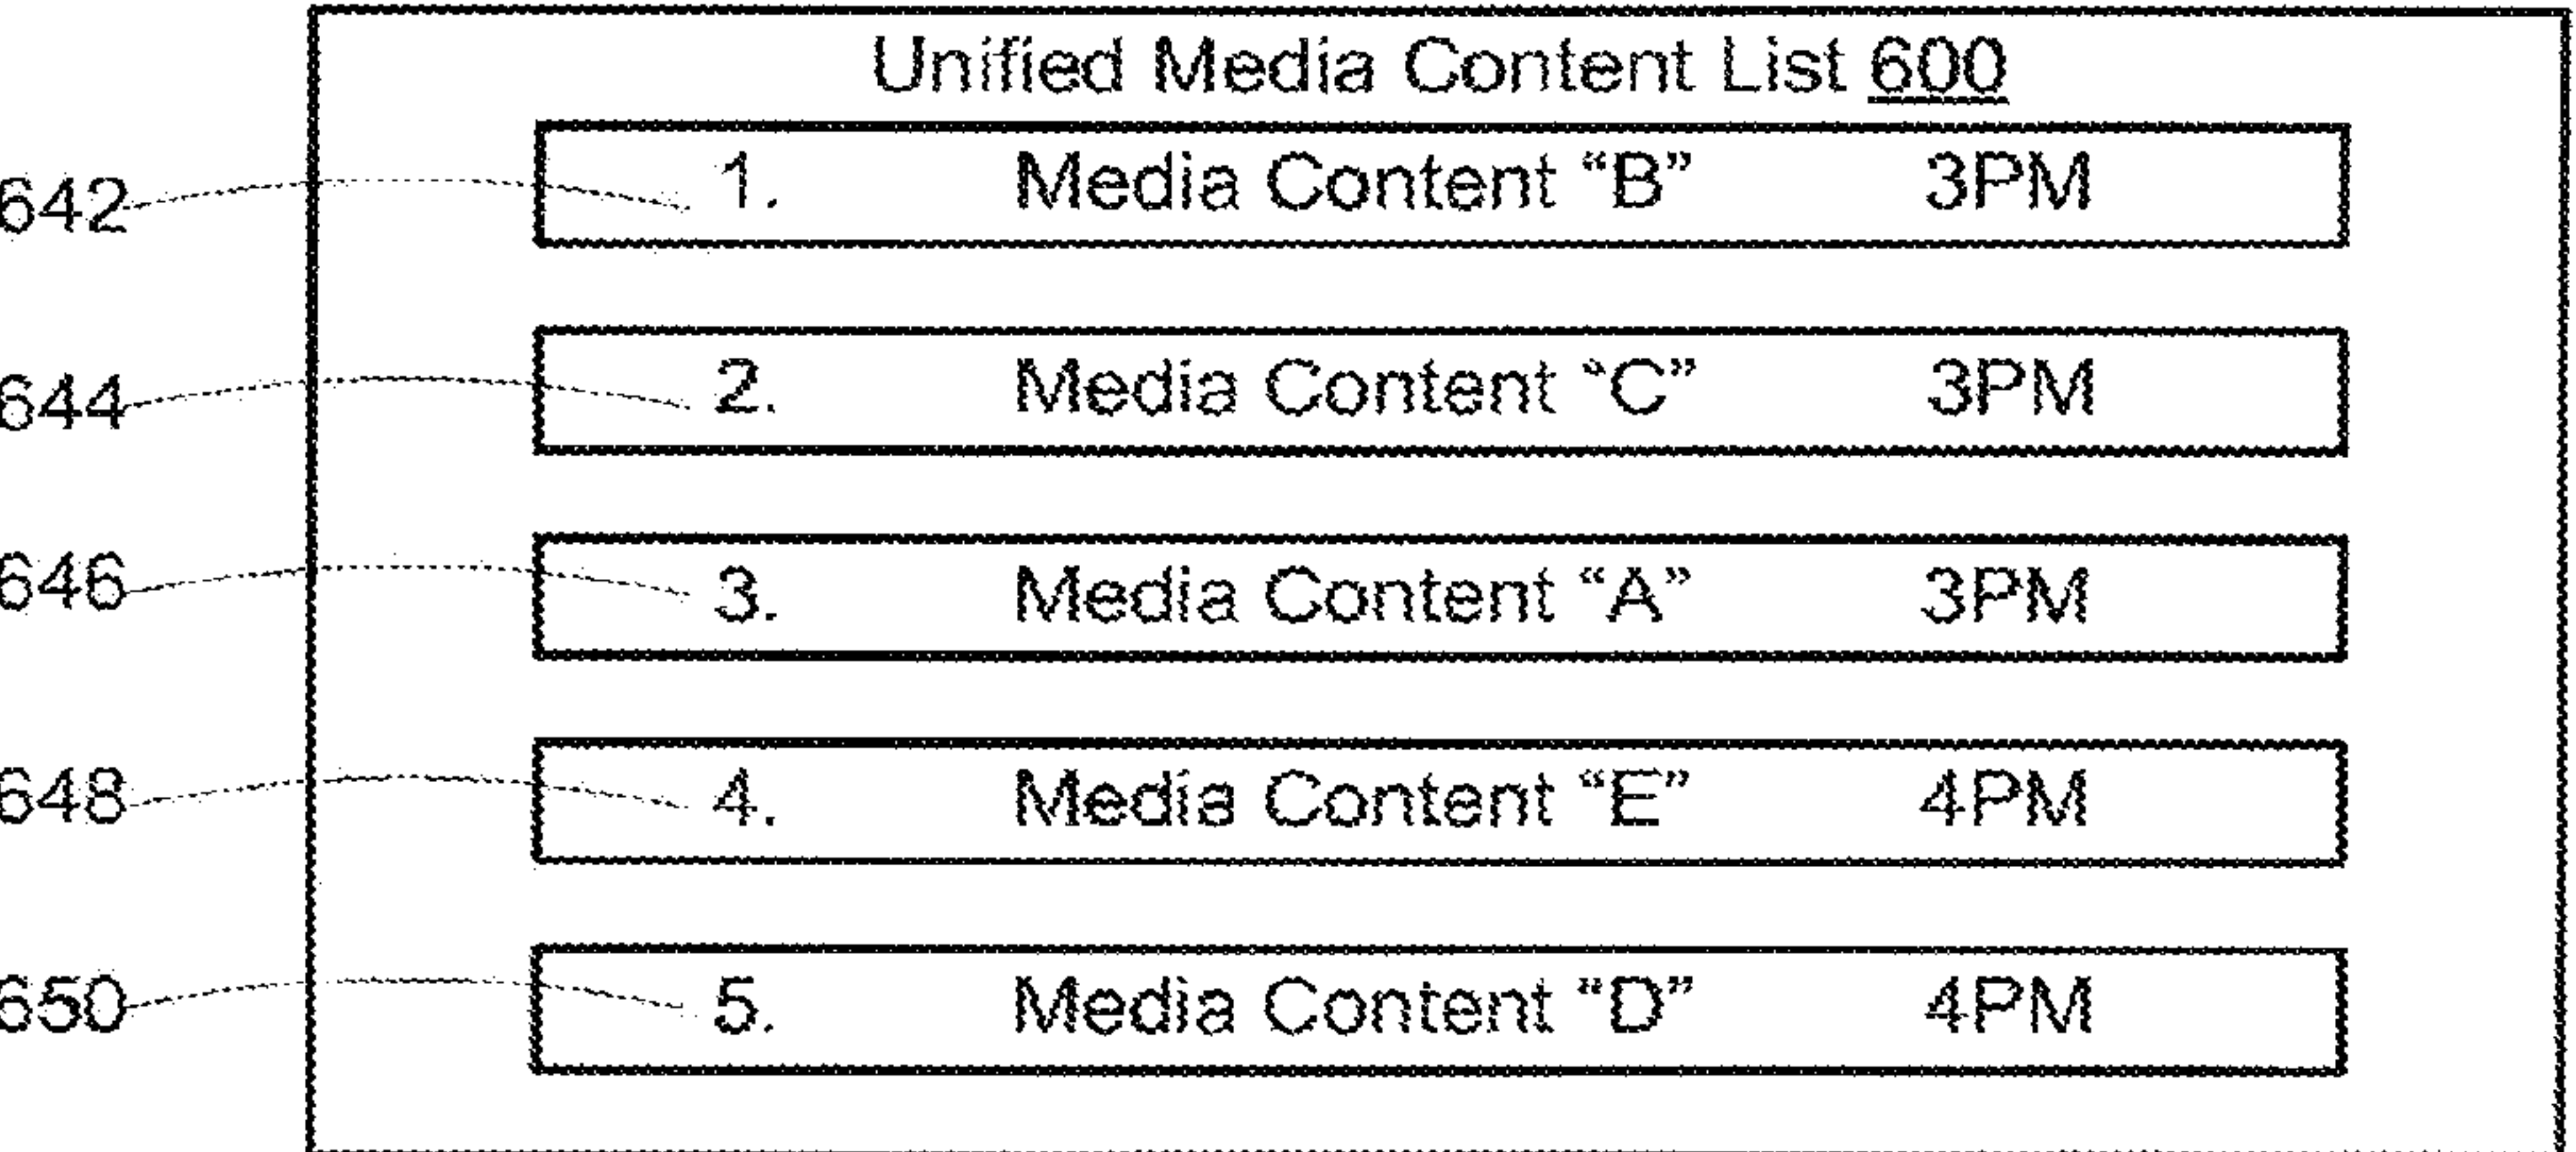 Unified Media Content List 600
642 1. Media Content “B” 3PM
644 2. Media Content “C” 3PM
646 3. Media Content “A” 3PM
648 4. Media Content “E” 4PM
650 5. Media Content “D” 4PM